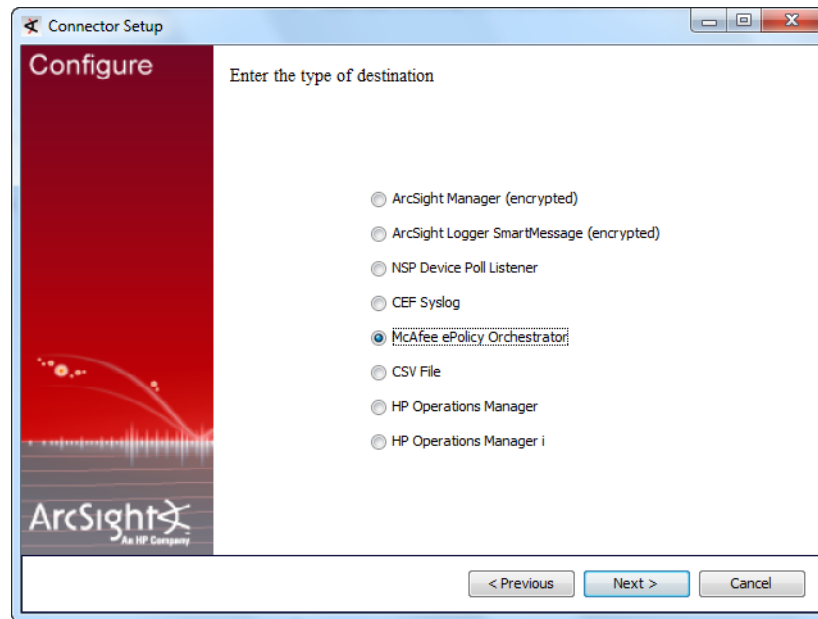 Connector Setup
Configure
Enter the type of destination
ArcSight Manager (encrypted)
ArcSight Logger SmartMessage (encrypted)
NSP Device Poll Listener
CEF Syslog
McAfee ePolicy Orchestrator
CSV File
HP Operations Manager
HP Operations Manager i
ArcSight
An HP Company
< Previous
Next >
Cancel